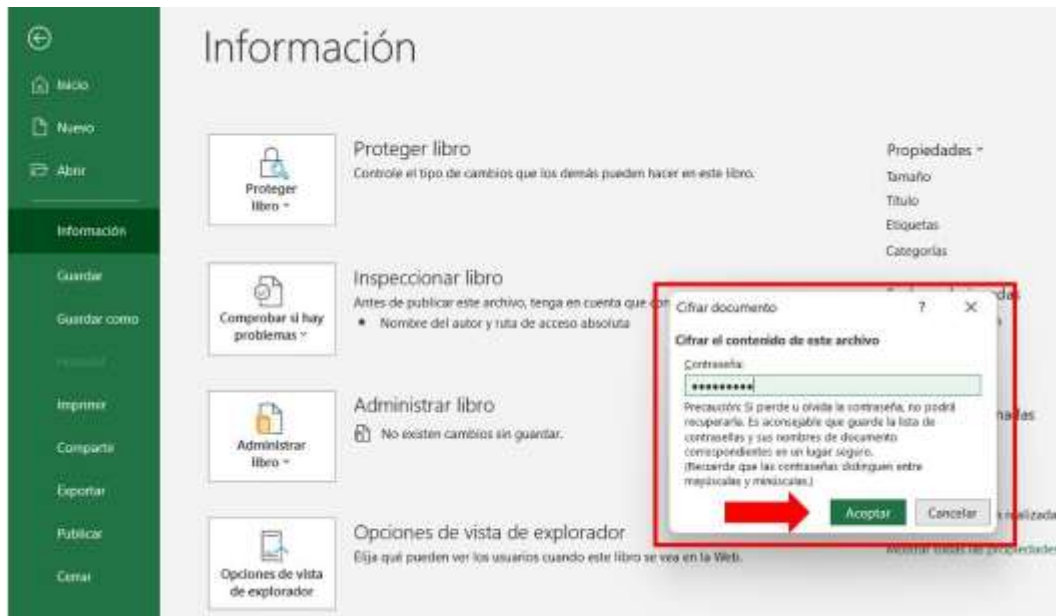 Información
Inicio
Nuevo
Abrir
Información
Guardar
Guardar como
Imprimir
Compartir
Exportar
Publicar
Cerrar
Proteger libro
Proteger libro
Controle el tipo de cambios que los demás pueden hacer en este libro.
Comprobar si hay
problemas
Inspeccionar libro
Antes de publicar este archivo, tenga en cuenta que
Nombre del autor y ruta de acceso absoluta
Administrar
libro
Administrar libro
No existen cambios sin guardar.
Opciones de vista
de explorador
Opciones de vista de explorador
Elija qué pueden ver los usuarios cuando este libro se vea en la Web.
Propiedades
Tamaño
Título
Etiquetas
Categorías
Cifrar documento ? ×
Cifrar el contenido de este archivo
Contraseña:
•••••••••
Precaución: Si pierde u olvida la contraseña, no podrá
recuperarla. Es aconsejable que guarde la lista de
contraseñas y sus nombres de documento
correspondientes en un lugar seguro.
(Recuerde que las contraseñas distinguen entre
mayúsculas y minúsculas.)
Aceptar Cancelar
Mostrar todas las propiedades